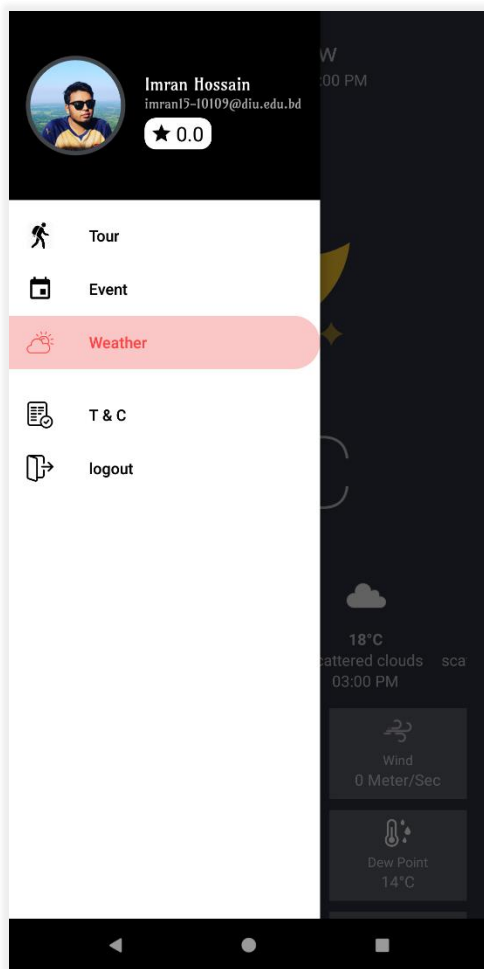 Imran Hossain
imran15-10109@diu.edu.bd
★ 0.0
Tour
Event
Weather
T & C
logout
W
:00 PM
18°C
cattered clouds sca
03:00 PM
Wind
0 Meter/Sec
Dew Point
14°C